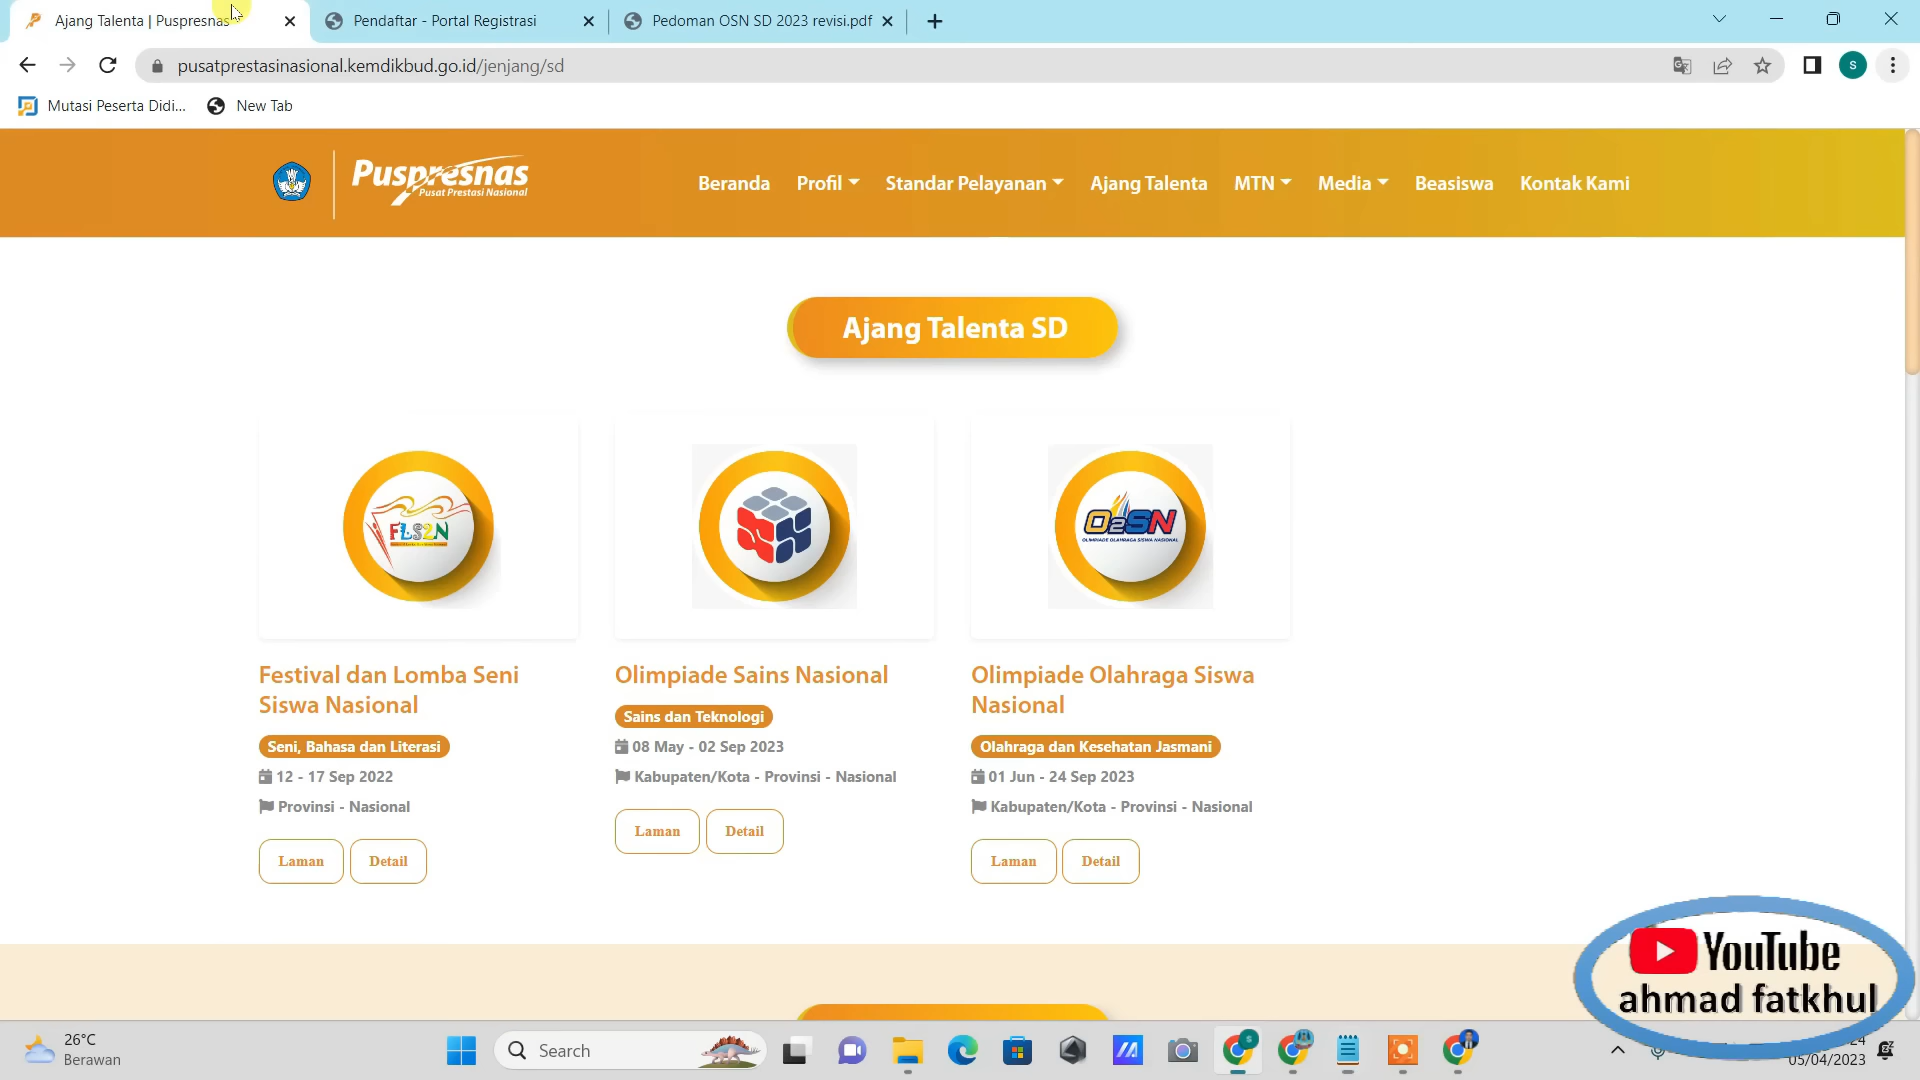 Ajang Talenta | Puspresnas
Pendaftar - Portal Registrasi
Pedoman OSN SD 2023 revisi.pdf
pusatprestasinasional.kemdikbud.go.id/jenjang/sd
S
Mutasi Peserta Didi...
New Tab
Puspresnas
Pusat Prestasi Nasional
Beranda
Profil
Standar Pelayanan
Ajang Talenta
MTN
Media
Beasiswa
Kontak Kami
Ajang Talenta SD
FLS2N
O2SN
OLIMPIADE OLAHRAGA SISWA NASIONAL
Festival dan Lomba Seni
Siswa Nasional
Seni, Bahasa dan Literasi
12 - 17 Sep 2022
Provinsi - Nasional
Laman
Detail
Olimpiade Sains Nasional
Sains dan Teknologi
08 May - 02 Sep 2023
Kabupaten/Kota - Provinsi - Nasional
Laman
Detail
Olimpiade Olahraga Siswa
Nasional
Olahraga dan Kesehatan Jasmani
01 Jun - 24 Sep 2023
Kabupaten/Kota - Provinsi - Nasional
Laman
Detail
YouTube
ahmad fatkhul
26°C
Berawan
Search
05/04/2023